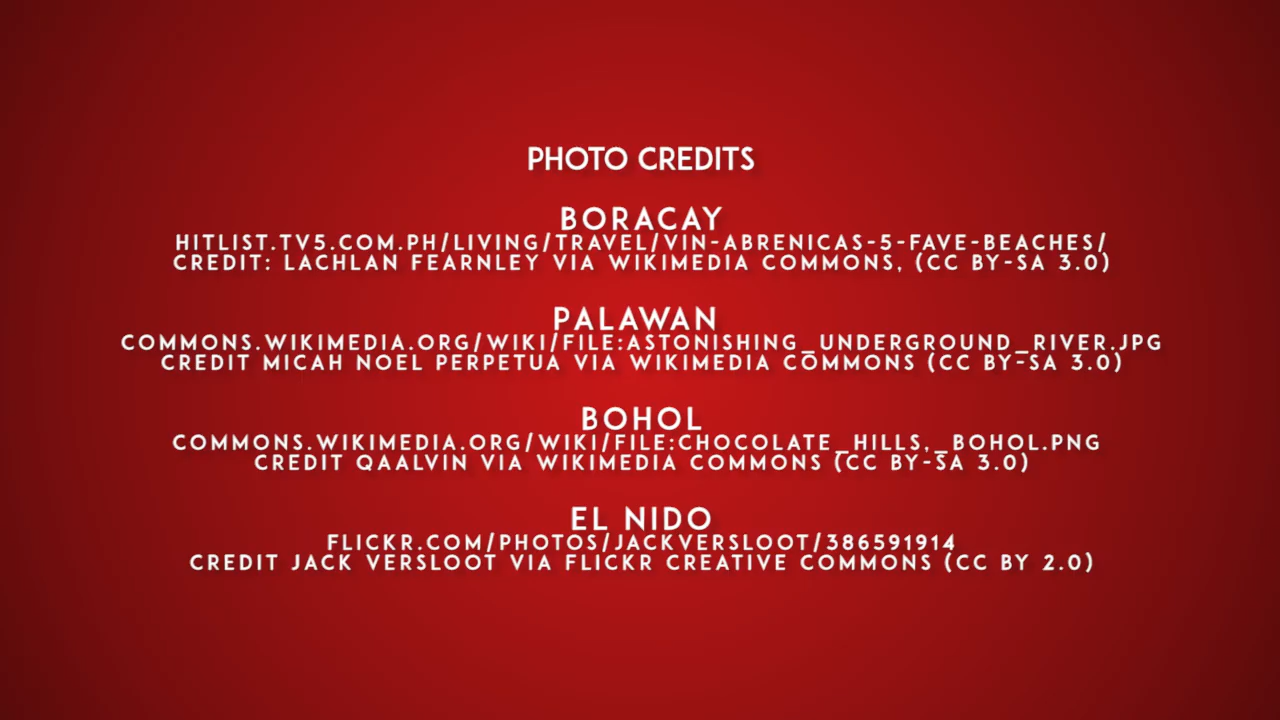 PHOTO CREDITS
BORACAY
HITLIST.TV5.COM.PH/LIVING/TRAVEL/VIN-ABRENICAS-5-FAVE-BEACHES/
CREDIT: LACHLAN FEARNLEY VIA WIKIMEDIA COMMONS, (CC BY-SA 3.0)
PALAWAN
COMMONS.WIKIMEDIA.ORG/WIKI/FILE:ASTONISHING_UNDERGROUND_RIVER.JPG
CREDIT MICAH NOEL PERPETUA VIA WIKIMEDIA COMMONS (CC BY-SA 3.0)
BOHOL
COMMONS.WIKIMEDIA.ORG/WIKI/FILE:CHOCOLATE_HILLS,_BOHOL.PNG
CREDIT QAALVIN VIA WIKIMEDIA COMMONS (CC BY-SA 3.0)
EL NIDO
FLICKR.COM/PHOTOS/JACKVERSLOOT/386591914
CREDIT JACK VERSLOOT VIA FLICKR CREATIVE COMMONS (CC BY 2.0)